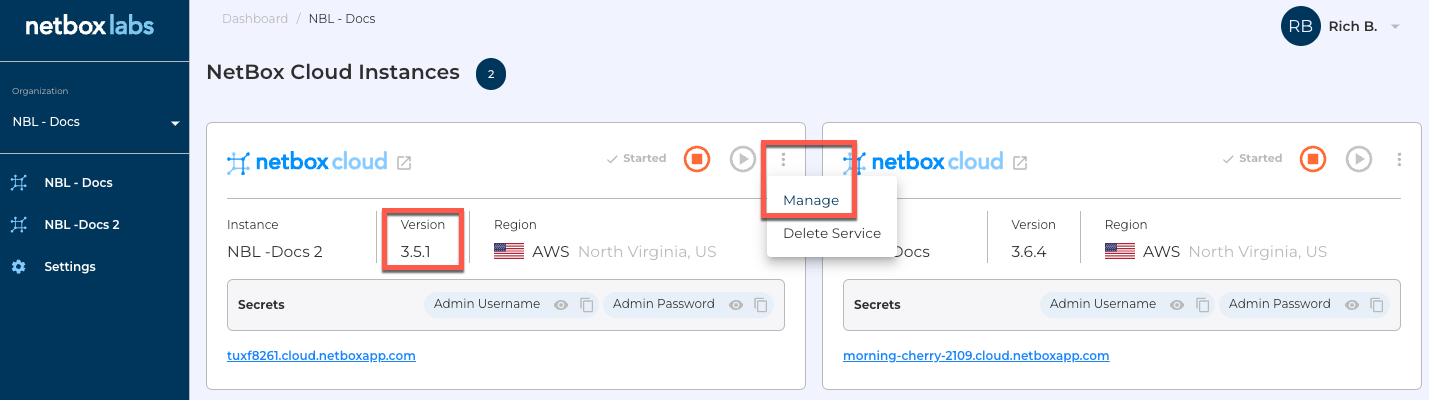 netbox labs
Organization
NBL - Docs
NBL - Docs
NBL -Docs 2
Settings
Dashboard / NBL - Docs
RB Rich B.
NetBox Cloud Instances 2
netbox cloud
Started
Manage
Delete Service
Instance
NBL -Docs 2
Version
3.5.1
Region
AWS North Virginia, US
Secrets
Admin Username
Admin Password
tuxf8261.cloud.netboxapp.com
netbox cloud
Started
Docs
Version
3.6.4
Region
AWS North Virginia, US
Secrets
Admin Username
Admin Password
morning-cherry-2109.cloud.netboxapp.com